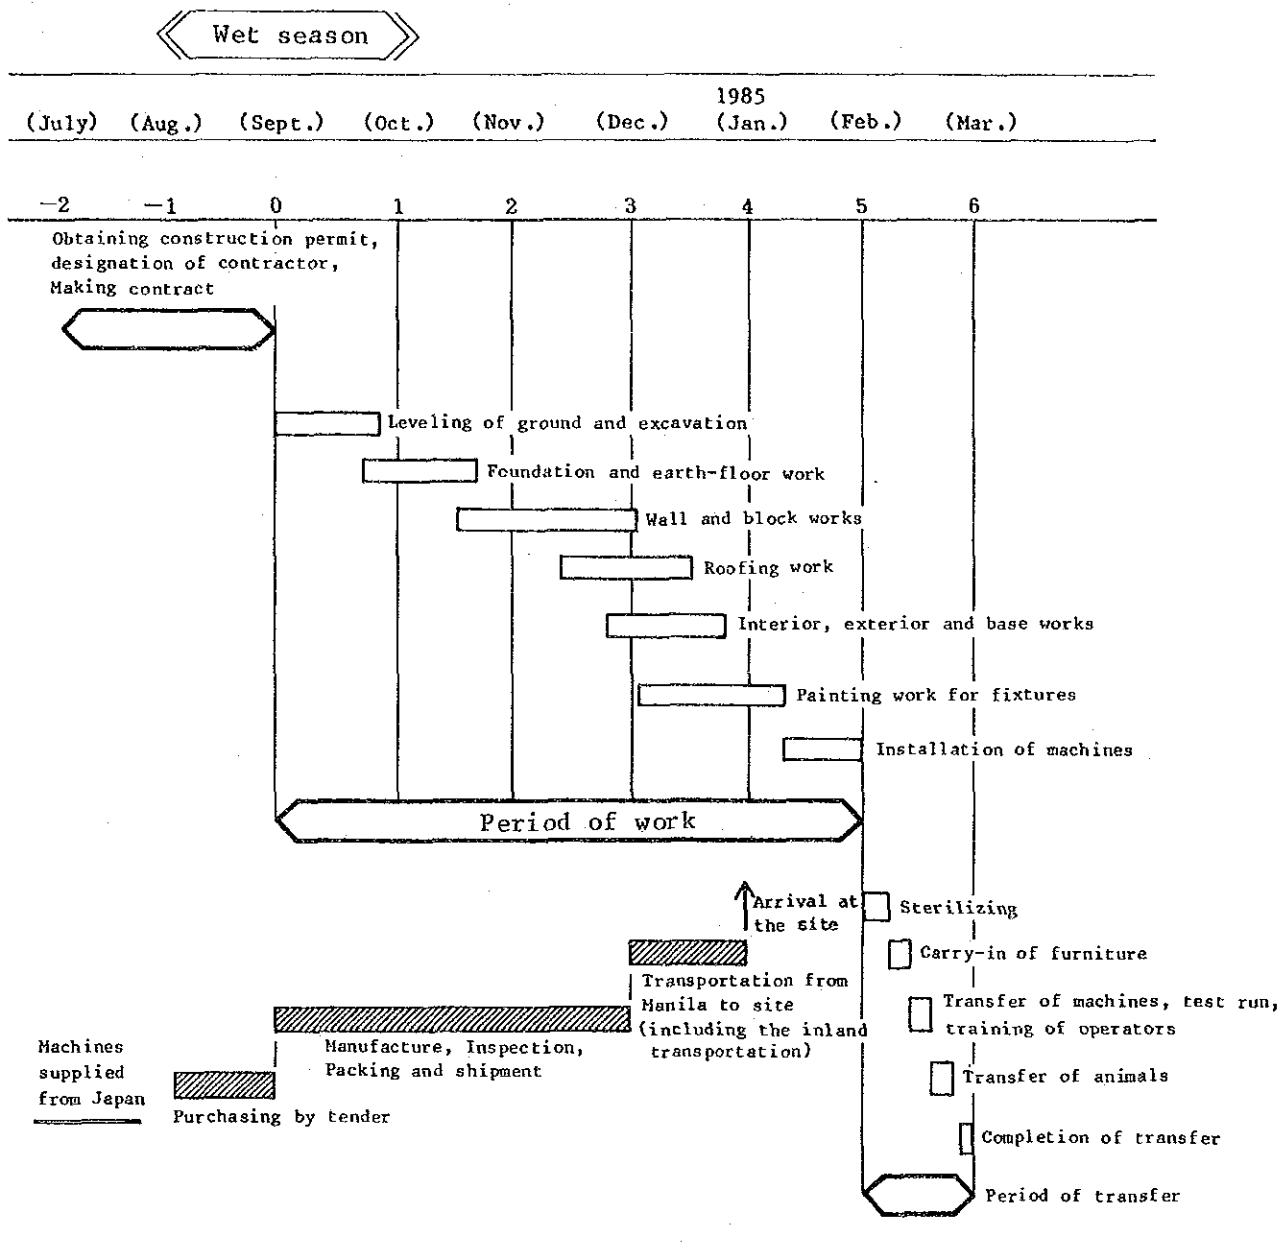 Wet season
1985
(July) (Aug.) (Sept.) (Oct.) (Nov.) (Dec.) (Jan.) (Feb.) (Mar.)
-2 -1 0 1 2 3 4 5 6
Obtaining construction permit,
designation of contractor,
Making contract
Leveling of ground and excavation
Foundation and earth-floor work
Wall and block works
Roofing work
Interior, exterior and base works
Painting work for fixtures
Installation of machines
Period of work
Arrival at
the site
Sterilizing
Carry-in of furniture
Transportation from
Manila to site
(including the inland
transportation)
Transfer of machines, test run,
training of operators
Manufacture, Inspection,
Packing and shipment
Machines
supplied
from Japan
Purchasing by tender
Transfer of animals
Completion of transfer
Period of transfer